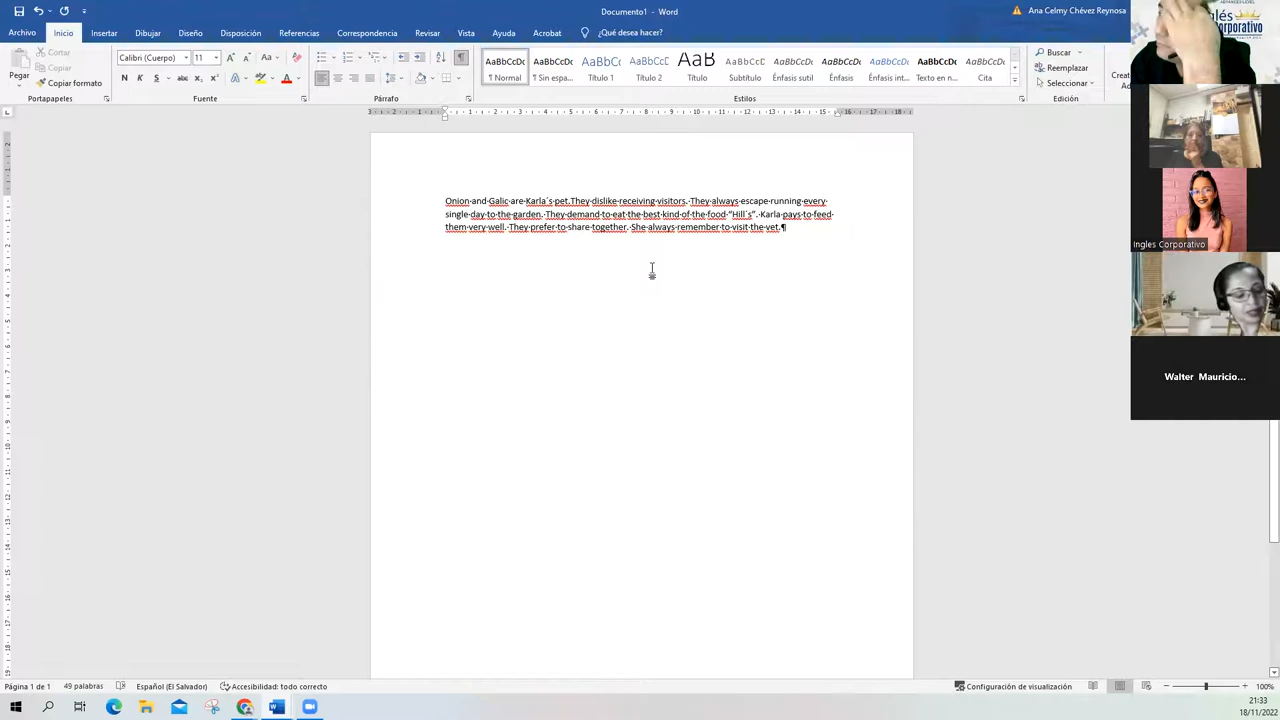 Documento1 - Word
Ana Celmy Chévez Reynosa
Archivo Inicio Insertar Dibujar Diseño Disposición Referencias Correspondencia Revisar Vista Ayuda Acrobat ¿Qué desea hacer?
Pegar
Cortar
Copiar
Copiar formato
Portapapeles
Calibri (Cuerpo) 11
Fuente
Párrafo
AaBbCcDc ¶ Normal
AaBbCcDc ¶ Sin espa...
AaBbCc Título 1
AaBbCcC Título 2
AaB Título
AaBbCcC Subtítulo
AaBbCcDc Énfasis sutil
AaBbCcDc Énfasis
AaBbCcDc Énfasis int...
AaBbCcDc Texto en n...
AaBbCcDc Cita
Estilos
Buscar
Reemplazar
Seleccionar
Edición
Onion and Galic are Karla´s pet.They dislike receiving visitors. They always escape running every
single day to the garden. They demand to eat the best kind of the food “Hill´s”. Karla pays to feed
them very well. They prefer to share together. She always remember to visit the vet.¶
Ingles Corporativo
Walter Mauricio...
Página 1 de 1 49 palabras Español (El Salvador) Accesibilidad: todo correcto
Configuración de visualización 100%
21:33
18/11/2022